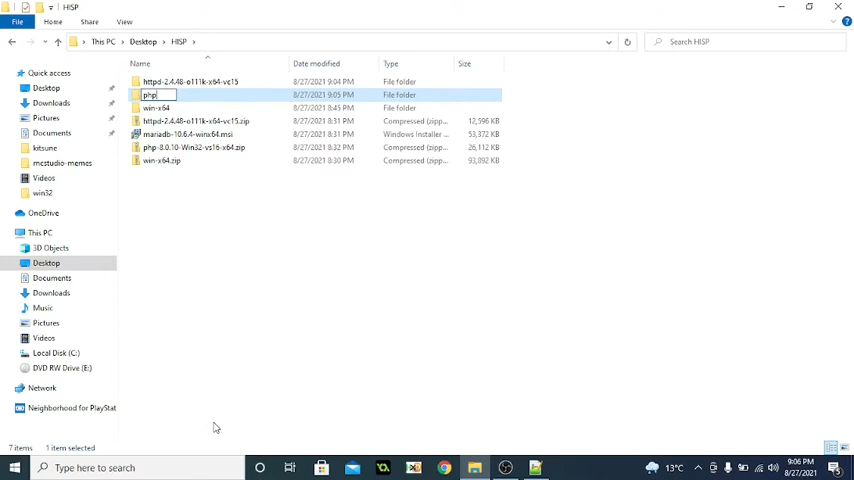 HISP
File Home Share View
This PC Desktop HISP Search HISP
Name Date modified Type Size
Quick access
Desktop
Downloads
Pictures
Documents
kitsune
mcstudio-memes
Videos
win32
OneDrive
This PC
3D Objects
Desktop
Documents
Downloads
Music
Pictures
Videos
Local Disk (C:)
DVD RW Drive (E:)
Network
Neighborhood for PlayStat
httpd-2.4.48-o111k-x64-vc15 8/27/2021 9:04 PM File folder
php 8/27/2021 9:05 PM File folder
win-x64 8/27/2021 8:45 PM File folder
httpd-2.4.48-o111k-x64-vc15.zip 8/27/2021 8:31 PM Compressed (zipp... 12,596 KB
mariadb-10.6.4-winx64.msi 8/27/2021 8:31 PM Windows Installer ... 53,372 KB
php-8.0.10-Win32-vs16-x64.zip 8/27/2021 8:32 PM Compressed (zipp... 26,112 KB
win-x64.zip 8/27/2021 8:30 PM Compressed (zipp... 93,892 KB
7 items 1 item selected
Type here to search 13°C 9:06 PM
8/27/2021 5